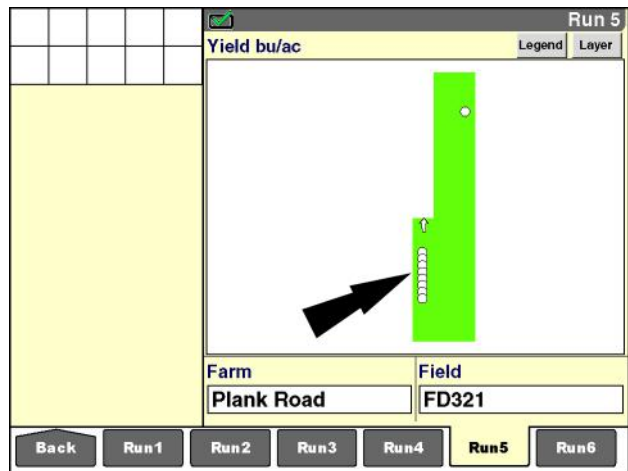 Run 5
Yield bu/ac Legend Layer
Farm Field
Plank Road FD321
Back Run1 Run2 Run3 Run4 Run5 Run6